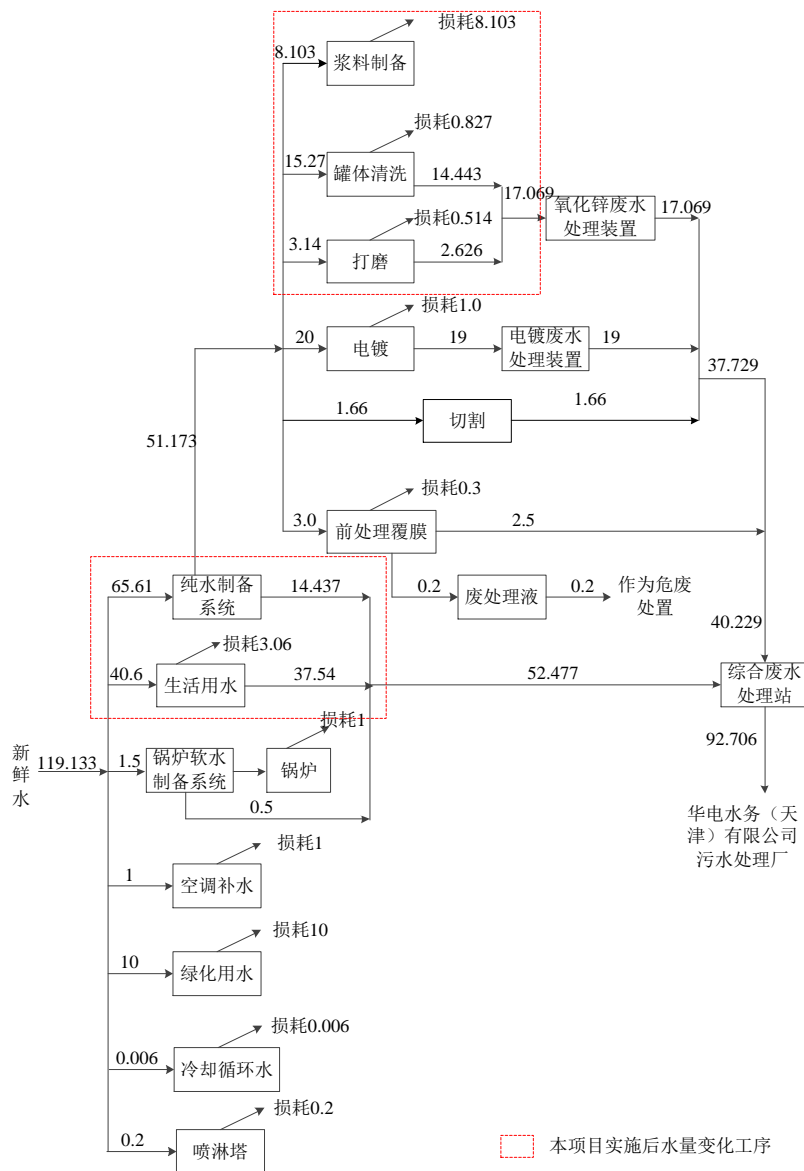 损耗8.103
8.103
浆料制备
损耗0.827
15.27
罐体清洗
14.443
17.069
氧化锌废水
处理装置
17.069
损耗0.514
3.14
打磨
2.626
损耗1.0
20
电镀
19
电镀废水
处理装置
19
37.729
1.66
切割
1.66
51.173
损耗0.3
3.0
前处理覆膜
2.5
65.61
纯水制备
系统
14.437
0.2
废处理液
0.2
作为危废
处置
40.229
损耗3.06
40.6
生活用水
37.54
52.477
综合废水
处理站
92.706
损耗1
新
鲜
水
119.133
1.5
锅炉软水
制备系统
锅炉
0.5
华电水务（天
津）有限公司
污水处理厂
损耗1
1
空调补水
损耗10
10
绿化用水
损耗0.006
0.006
冷却循环水
损耗0.2
0.2
喷淋塔
本项目实施后水量变化工序